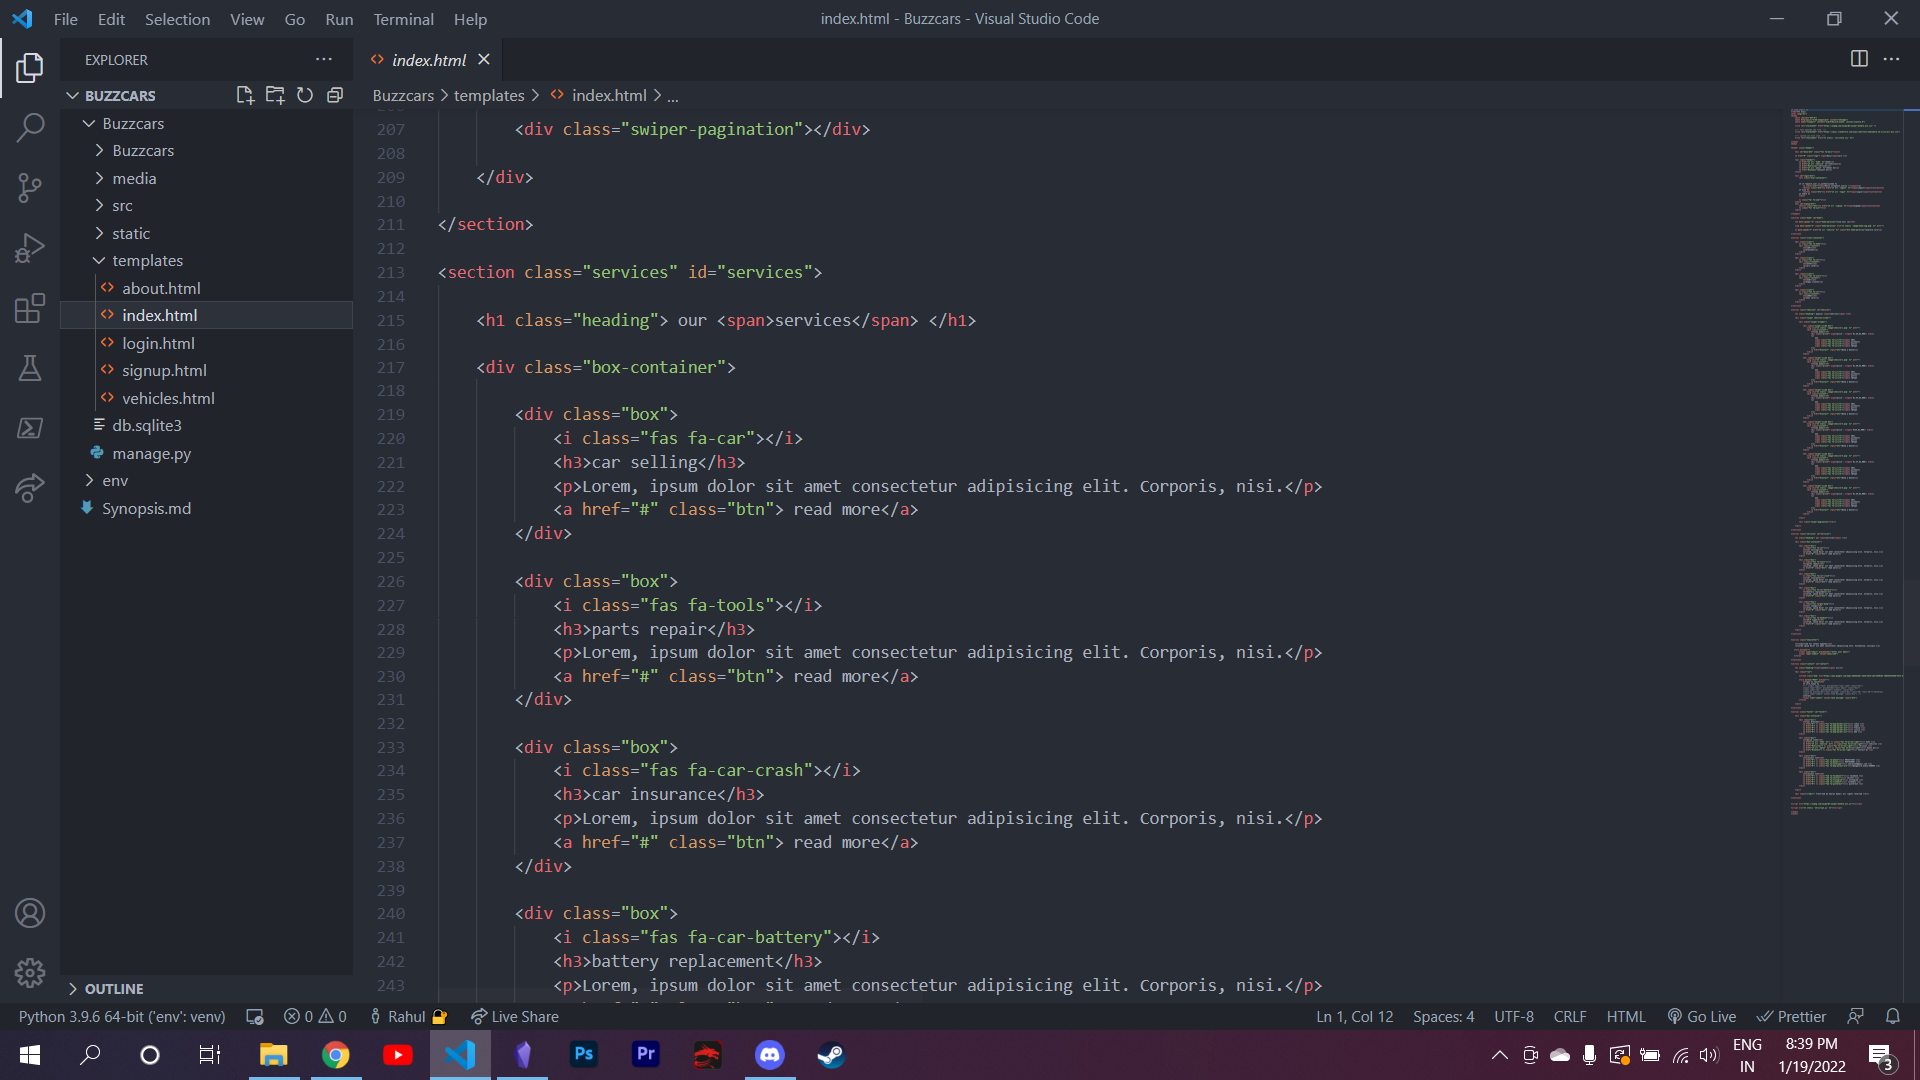 File Edit Selection View Go Run Terminal Help
index.html - Buzzcars - Visual Studio Code
EXPLORER
index.html
BUZZCARS
Buzzcars
Buzzcars
media
src
static
templates
about.html
index.html
login.html
signup.html
vehicles.html
db.sqlite3
manage.py
env
Synopsis.md
OUTLINE
Buzzcars > templates > index.html > ...
207 <div class="swiper-pagination"></div>
208
209 </div>
210
211 </section>
212
213 <section class="services" id="services">
214
215 <h1 class="heading"> our <span>services</span> </h1>
216
217 <div class="box-container">
218
219 <div class="box">
220 <i class="fas fa-car"></i>
221 <h3>car selling</h3>
222 <p>Lorem, ipsum dolor sit amet consectetur adipisicing elit. Corporis, nisi.</p>
223 <a href="#" class="btn"> read more</a>
224 </div>
225
226 <div class="box">
227 <i class="fas fa-tools"></i>
228 <h3>parts repair</h3>
229 <p>Lorem, ipsum dolor sit amet consectetur adipisicing elit. Corporis, nisi.</p>
230 <a href="#" class="btn"> read more</a>
231 </div>
232
233 <div class="box">
234 <i class="fas fa-car-crash"></i>
235 <h3>car insurance</h3>
236 <p>Lorem, ipsum dolor sit amet consectetur adipisicing elit. Corporis, nisi.</p>
237 <a href="#" class="btn"> read more</a>
238 </div>
239
240 <div class="box">
241 <i class="fas fa-car-battery"></i>
242 <h3>battery replacement</h3>
243 <p>Lorem, ipsum dolor sit amet consectetur adipisicing elit. Corporis, nisi.</p>
Python 3.9.6 64-bit ('env': venv) 0 0 Rahul Live Share
Ln 1, Col 12 Spaces: 4 UTF-8 CRLF HTML Go Live Prettier
Ps Pr
ENG
IN
8:39 PM
1/19/2022
3